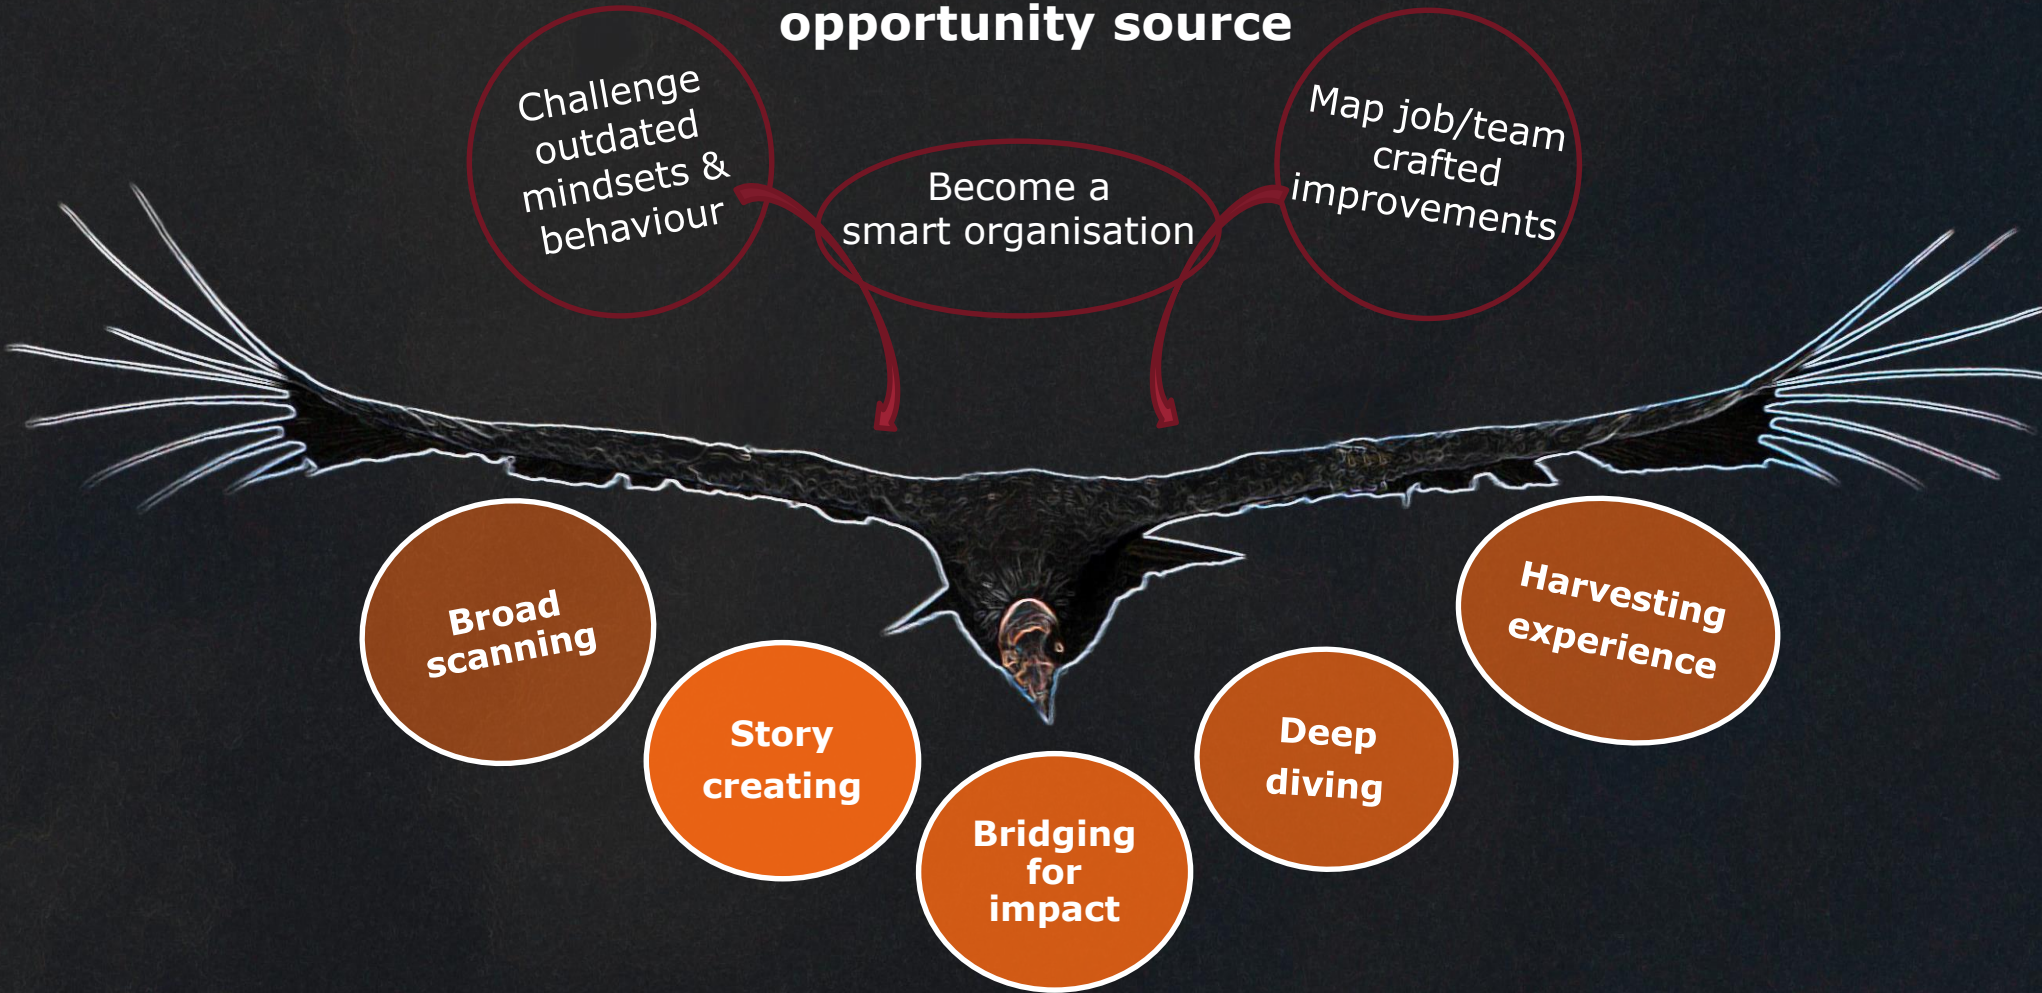 opportunity source
Challenge
outdated
mindsets &
behaviour
Become a
smart organisation
Map job/team
crafted
improvements
Broad
scanning
Story
creating
Bridging
for
impact
Deep
diving
Harvesting
experience